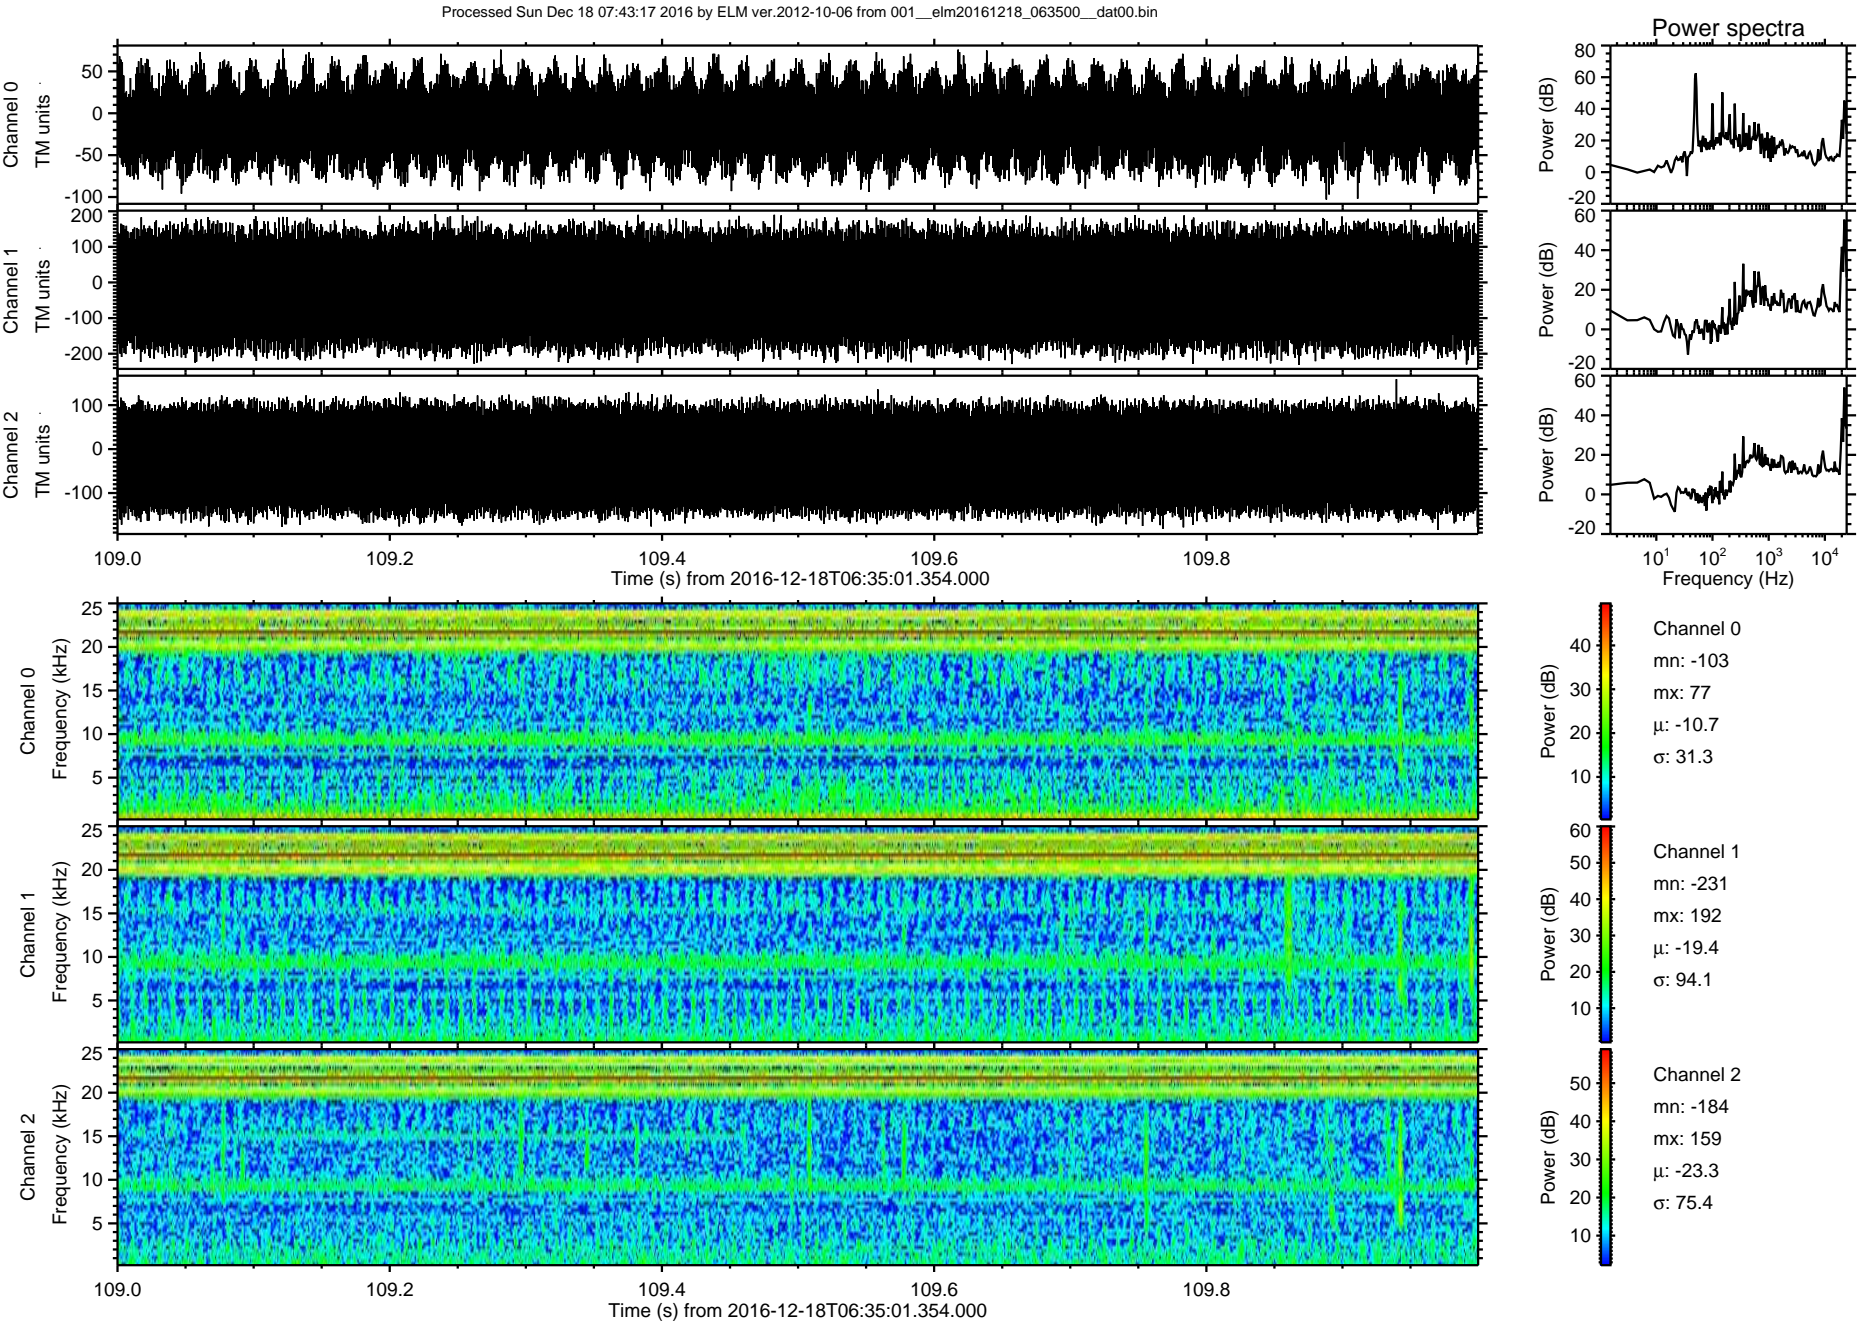 Processed Sun Dec 18 07:43:17 2016 by ELM ver.2012-10-06 from 001__elm20161218_063500__dat00.bin
Power spectra
Channel 0
TM units
50
0
-50
-100
Power (dB)
80
60
40
20
0
-20
Channel 1
TM units
200
100
0
-100
-200
Power (dB)
60
40
20
0
-20
Channel 2
TM units
100
0
-100
Power (dB)
60
40
20
0
-20
109.0 109.2 109.4 109.6 109.8
Time (s) from 2016-12-18T06:35:01.354.000
10¹ 10² 10³ 10⁴
Frequency (Hz)
Channel 0
Frequency (kHz)
25
20
15
10
5
Power (dB)
40
30
20
10
Channel 0
mn: -103
mx: 77
μ: -10.7
σ: 31.3
Channel 1
Frequency (kHz)
25
20
15
10
5
Power (dB)
60
50
40
30
20
10
Channel 1
mn: -231
mx: 192
μ: -19.4
σ: 94.1
Channel 2
Frequency (kHz)
25
20
15
10
5
Power (dB)
50
40
30
20
10
Channel 2
mn: -184
mx: 159
μ: -23.3
σ: 75.4
109.0 109.2 109.4 109.6 109.8
Time (s) from 2016-12-18T06:35:01.354.000